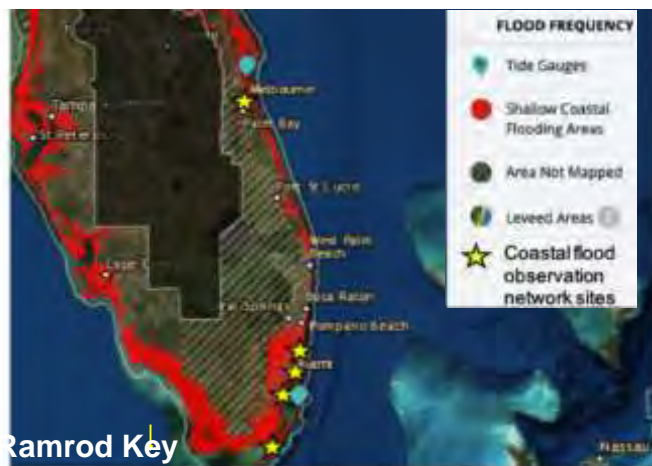 FLOOD FREQUENCY
Tide Gauges
Shallow Coastal
Flooding Areas
Area Not Mapped
Leveed Areas
Coastal flood
observation
network sites
Melbourne
Palm Bay
Tampa
Port St Lucie
West Palm
Beach
Boca Raton
Pompano Beach
Miami
Ramrod Key
Nassau